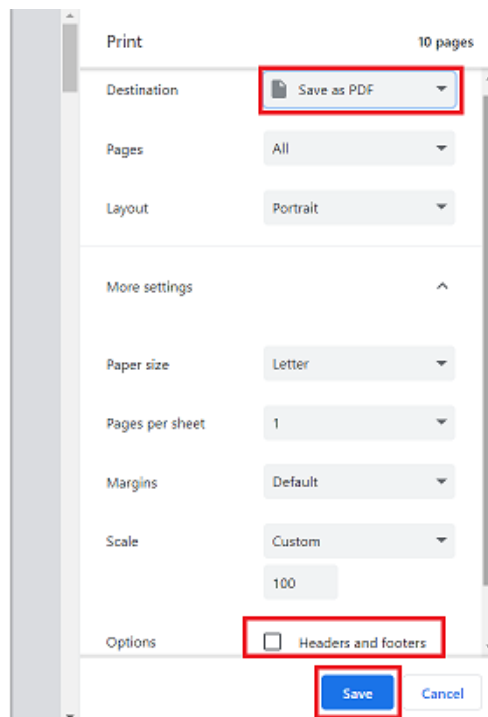 Print 10 pages
Destination Save as PDF
Pages All
Layout Portrait
More settings
Paper size Letter
Pages per sheet 1
Margins Default
Scale Custom
100
Options Headers and footers
Save Cancel